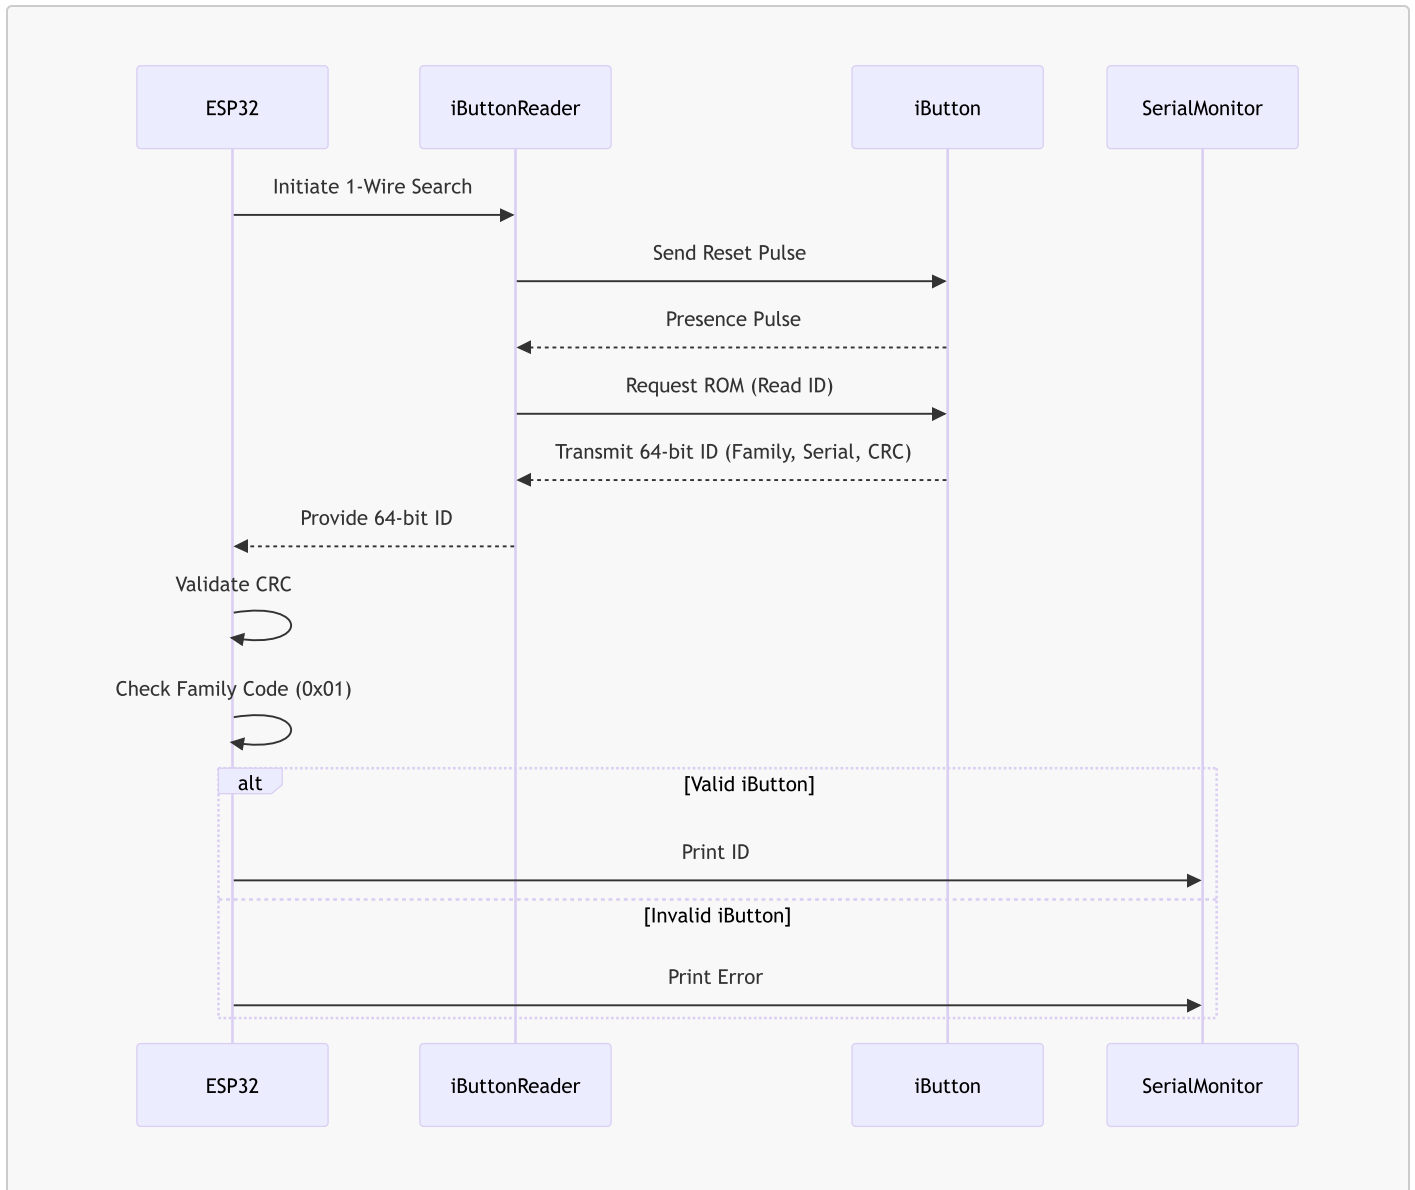 ESP32
iButtonReader
iButton
SerialMonitor
Initiate 1-Wire Search
Send Reset Pulse
Presence Pulse
Request ROM (Read ID)
Transmit 64-bit ID (Family, Serial, CRC)
Provide 64-bit ID
Validate CRC
Check Family Code (0x01)
alt
[Valid iButton]
Print ID
[Invalid iButton]
Print Error
ESP32
iButtonReader
iButton
SerialMonitor